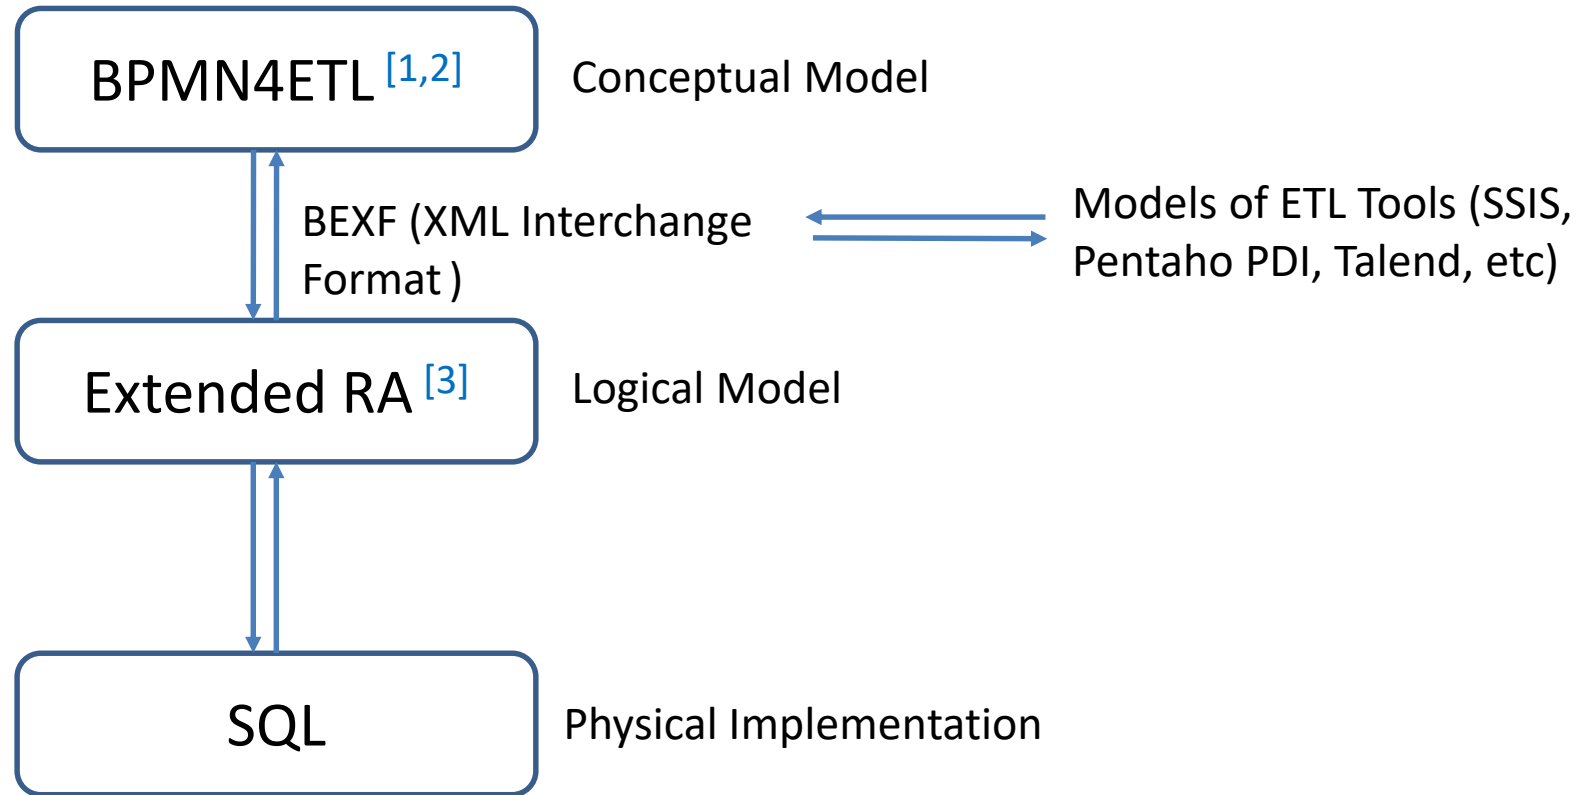 BPMN4ETL [1,2]
Conceptual Model
BEXF (XML Interchange
Format )
Models of ETL Tools (SSIS,
Pentaho PDI, Talend, etc)
Extended RA [3]
Logical Model
SQL
Physical Implementation